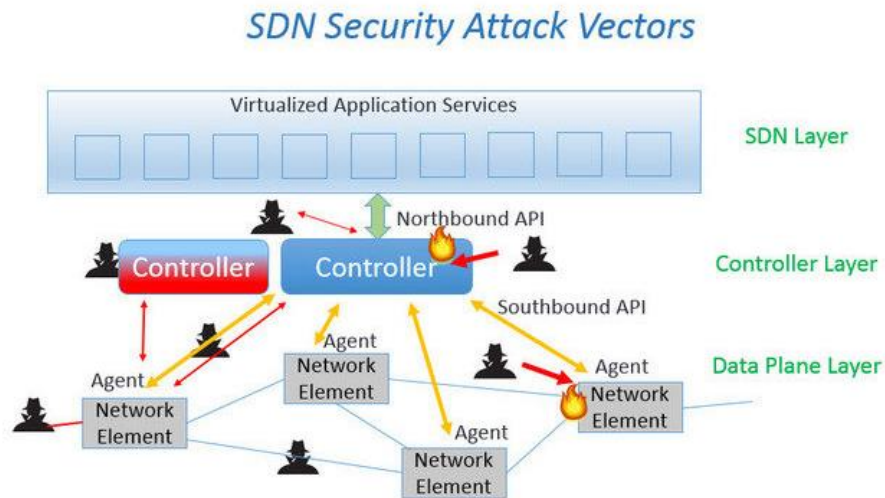 SDN Security Attack Vectors
Virtualized Application Services
SDN Layer
Northbound API
Controller
Controller
Controller Layer
Southbound API
Agent
Network
Element
Agent
Network
Element
Agent
Network
Element
Data Plane Layer
Agent
Network
Element